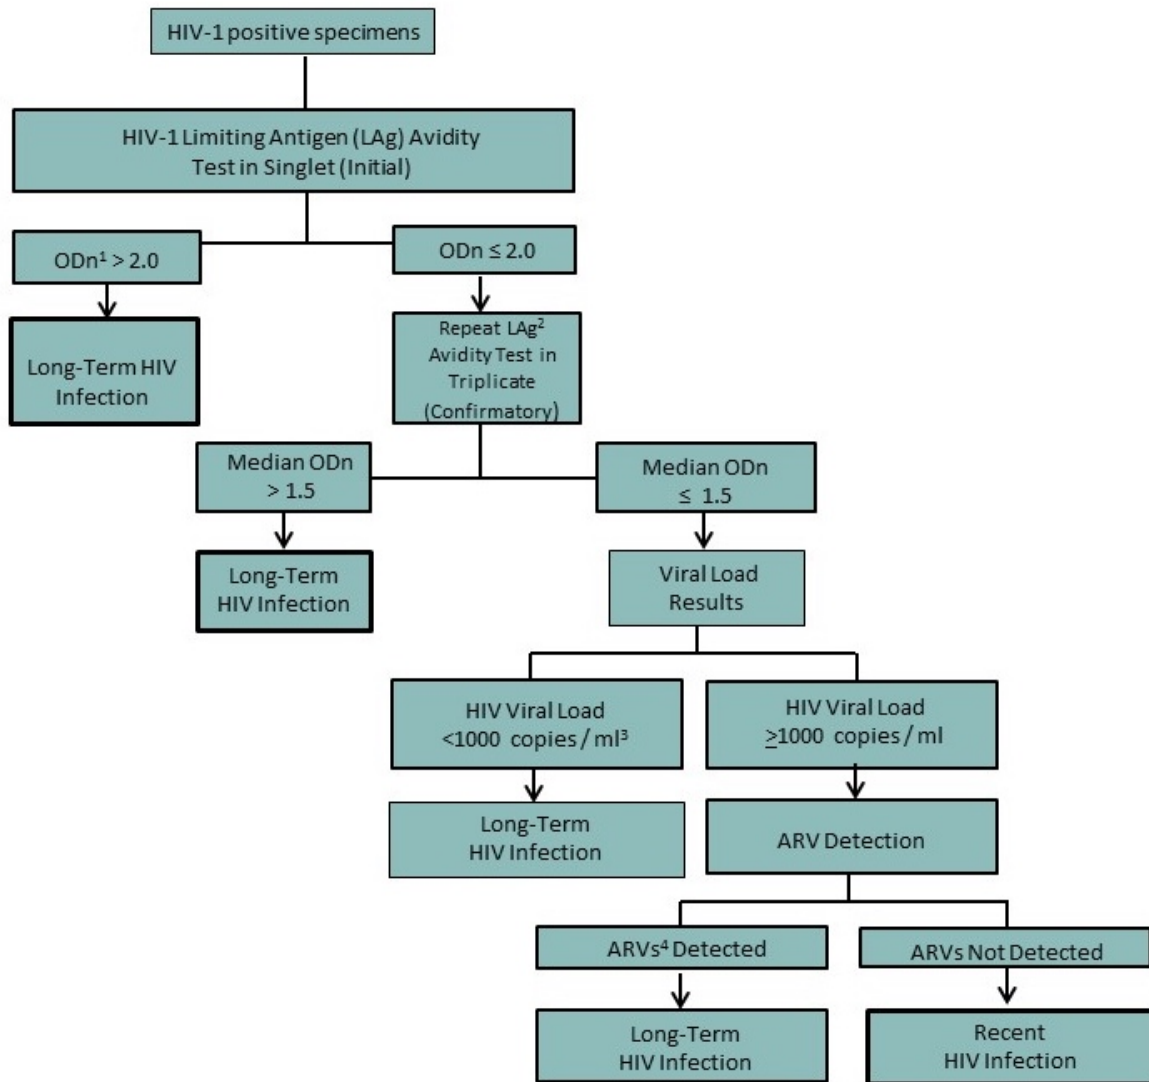 HIV-1 positive specimens
HIV-1 Limiting Antigen (LAg) Avidity
Test in Singlet (Initial)
ODn¹ > 2.0
ODn ≤ 2.0
Long-Term HIV
Infection
Repeat LAg²
Avidity Test in
Triplicate
(Confirmatory)
Median ODn
> 1.5
Median ODn
≤ 1.5
Long-Term
HIV Infection
Viral Load
Results
HIV Viral Load
<1000 copies / ml³
HIV Viral Load
≥1000 copies / ml
Long-Term
HIV Infection
ARV Detection
ARVs⁴ Detected
ARVs Not Detected
Long-Term
HIV Infection
Recent
HIV Infection